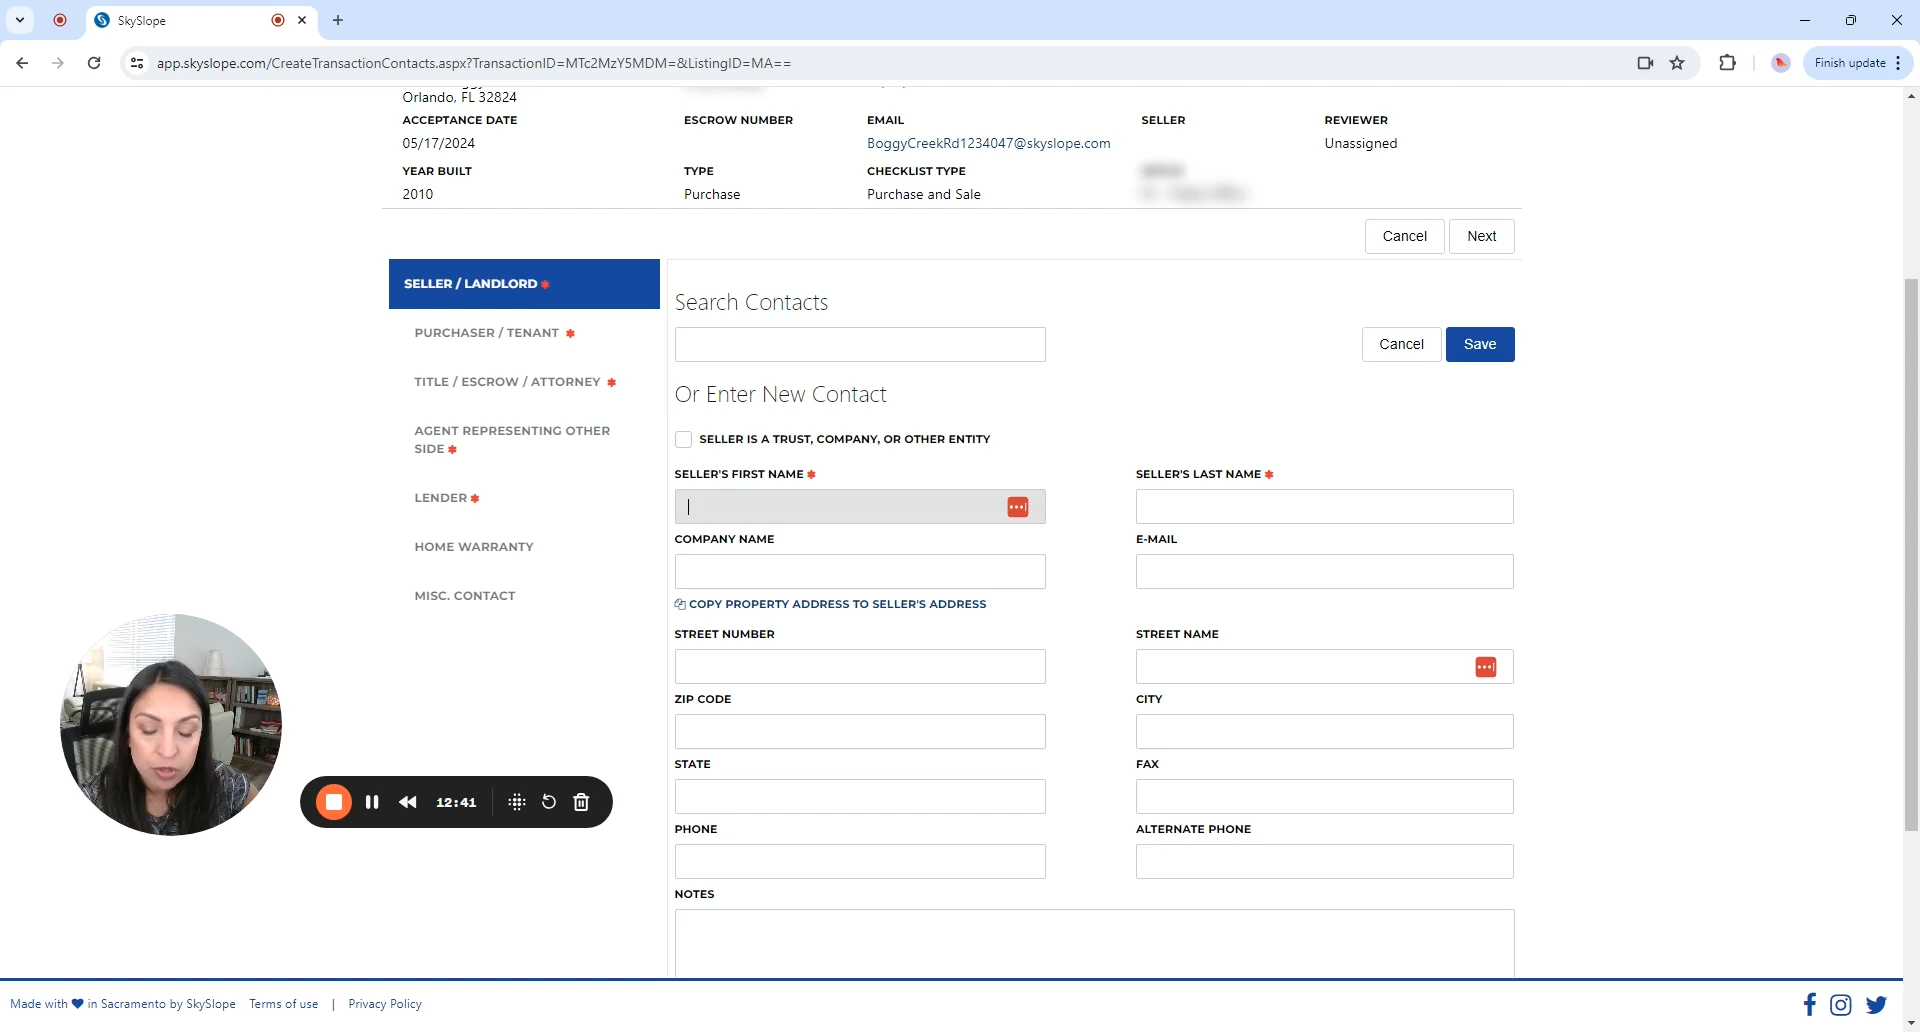 SkySlope
app.skyslope.com/CreateTransactionContacts.aspx?TransactionID=MTc2MzY5MDM=&ListingID=MA==
Finish update
Orlando, FL 32824
ACCEPTANCE DATE
ESCROW NUMBER
EMAIL
SELLER
REVIEWER
05/17/2024
BoggyCreekRd1234047@skyslope.com
Unassigned
YEAR BUILT
TYPE
CHECKLIST TYPE
2010
Purchase
Purchase and Sale
Cancel
Next
SELLER / LANDLORD *
PURCHASER / TENANT *
TITLE / ESCROW / ATTORNEY *
AGENT REPRESENTING OTHER
SIDE *
LENDER *
HOME WARRANTY
MISC. CONTACT
Search Contacts
Cancel
Save
Or Enter New Contact
SELLER IS A TRUST, COMPANY, OR OTHER ENTITY
SELLER'S FIRST NAME *
SELLER'S LAST NAME *
COMPANY NAME
E-MAIL
COPY PROPERTY ADDRESS TO SELLER'S ADDRESS
STREET NUMBER
STREET NAME
ZIP CODE
CITY
STATE
FAX
PHONE
ALTERNATE PHONE
NOTES
12:41
Made with ♥ in Sacramento by SkySlope Terms of use | Privacy Policy